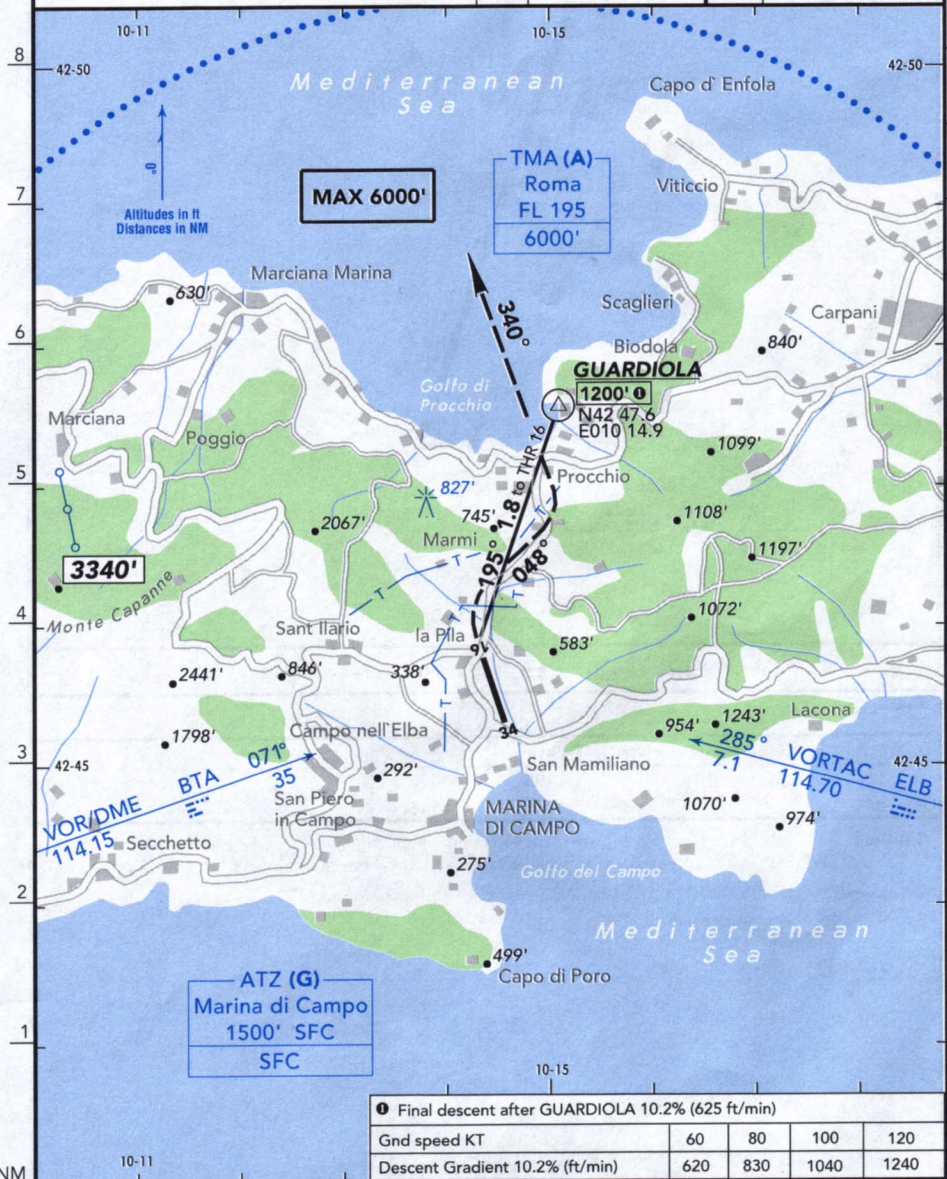 10-11
10-15
8
42-50
42-50
Mediterranean
Sea
Capo d' Enfola
0°
Altitudes in ft
Distances in NM
MAX 6000'
TMA (A)
Roma
FL 195
6000'
Viticcio
7
Marciana Marina
630'
340°
Scaglieri
Carpani
6
Biodola
840'
GUARDIOLA
1200' ❶
N42 47.6
E010 14.9
Golfo di
Procchio
Marciana
Poggio
1099'
5
1.8 to THR 16
Procchio
827'
745'
1108'
2067'
Marmi
1197'
3340'
195°
048°
T
T
T
T
T
Monte Capanne
4
1072'
Sant Ilario
la Pila
583'
16
846'
338'
2441'
34
1243'
954'
Lacona
1798'
Campo nell'Elba
3
42-45
42-45
San Mamiliano
285°
7.1
VORTAC
114.70
ELB
VOR/DME
114.15
BTA
071°
35
292'
San Piero
in Campo
MARINA
DI CAMPO
1070'
974'
Secchetto
275'
Golfo del Campo
2
Mediterranean
Sea
499'
Capo di Poro
ATZ (G)
Marina di Campo
1500' SFC
SFC
1
10-15
❶ Final descent after GUARDIOLA 10.2% (625 ft/min)
Gnd speed KT 60 80 100 120
Descent Gradient 10.2% (ft/min) 620 830 1040 1240
NM
10-11